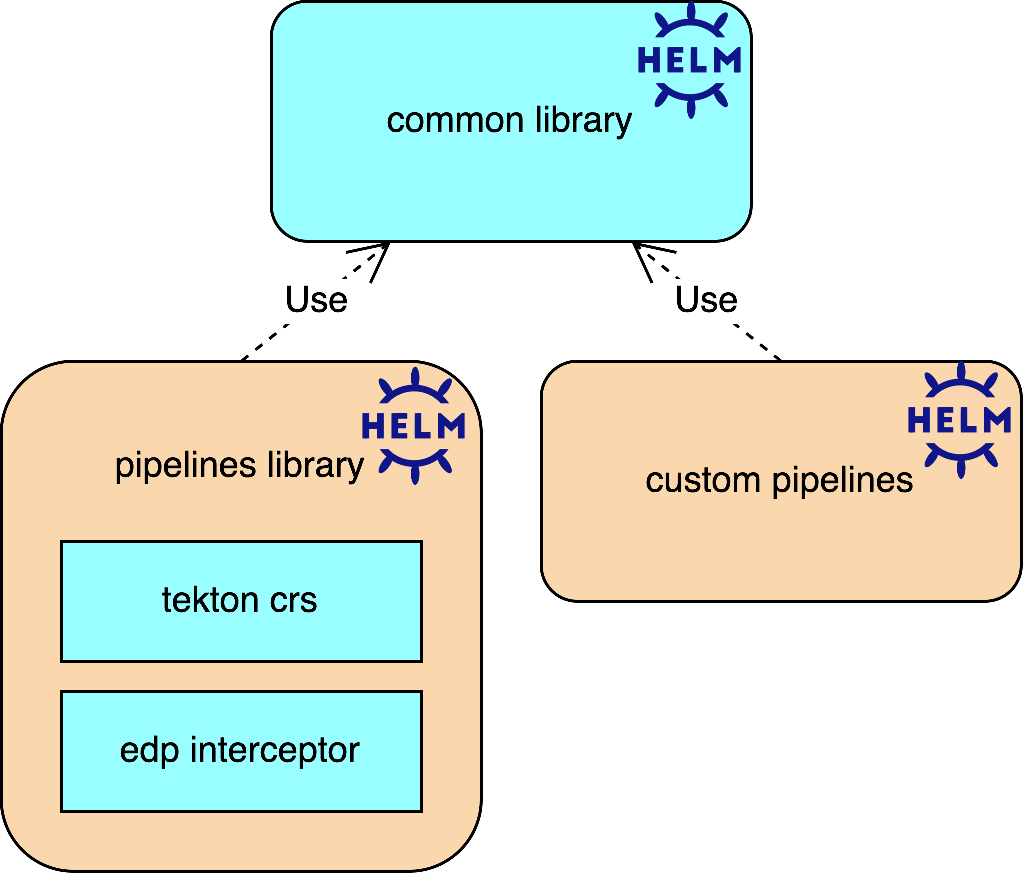 HELM
common library
Use
Use
HELM
pipelines library
HELM
custom pipelines
tekton crs
edp interceptor